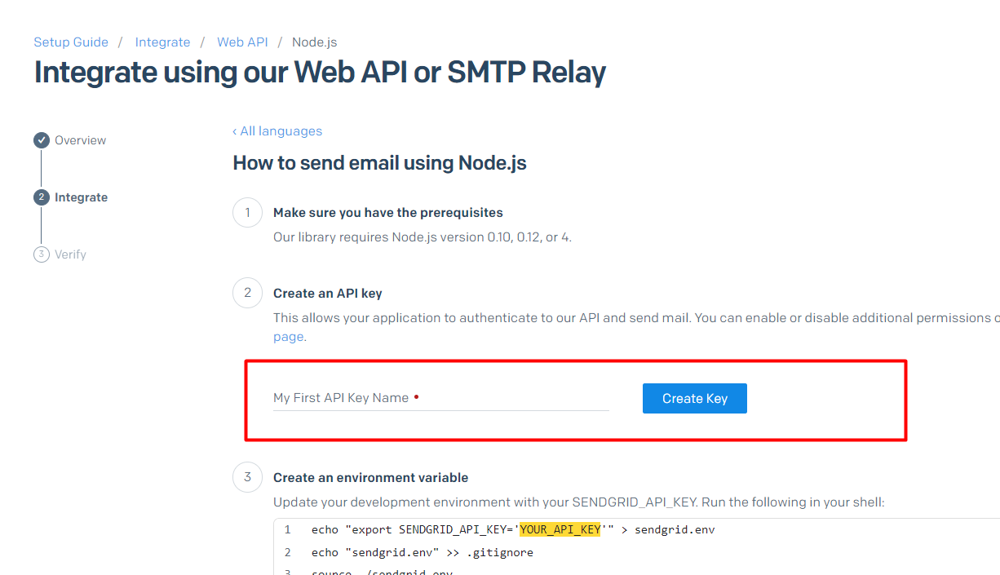 Setup Guide / Integrate / Web API / Node.js
Integrate using our Web API or SMTP Relay
Overview
2 Integrate
3 Verify
‹ All languages
How to send email using Node.js
1 Make sure you have the prerequisites
Our library requires Node.js version 0.10, 0.12, or 4.
2 Create an API key
This allows your application to authenticate to our API and send mail. You can enable or disable additional permissions
page.
My First API Key Name •
Create Key
3 Create an environment variable
Update your development environment with your SENDGRID_API_KEY. Run the following in your shell:
1 echo "export SENDGRID_API_KEY='YOUR_API_KEY'" > sendgrid.env
2 echo "sendgrid.env" >> .gitignore
3 source ./sendgrid.env